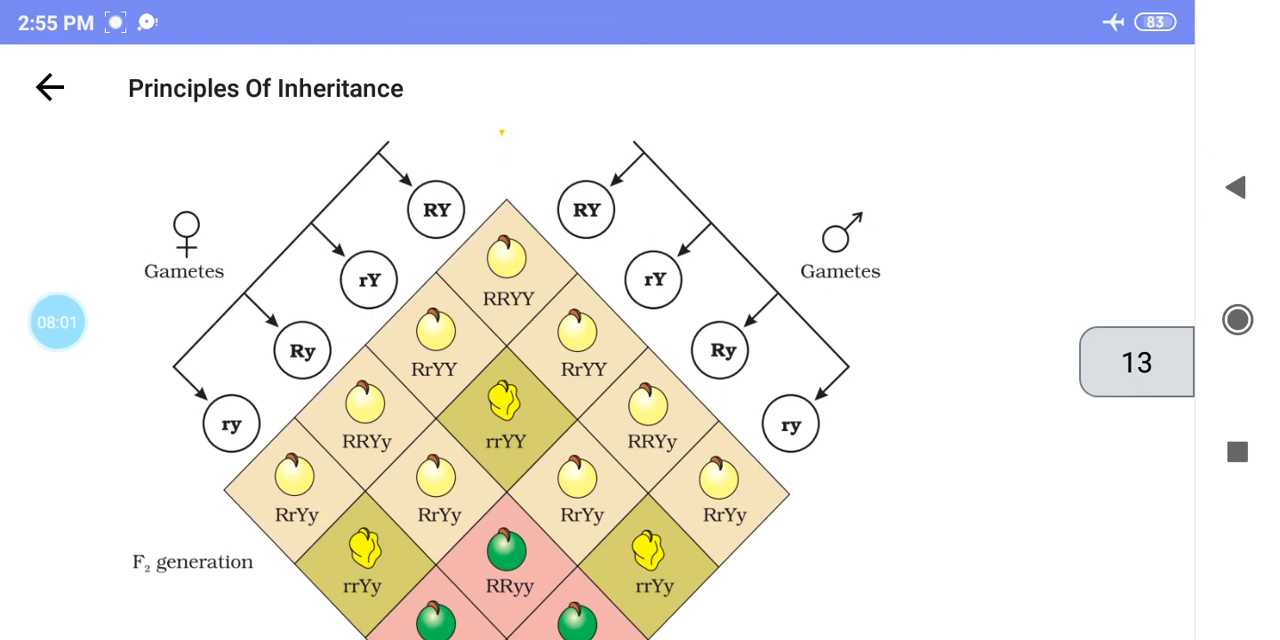 2:55 PM
83
Principles Of Inheritance
RY RY
Gametes rY rY Gametes
RRYY
08:01 Ry Ry
RrYY RrYY
13
ry ry
RRYy rrYY RRYy
RrYy RrYy RrYy RrYy
F₂ generation
rrYy RRyy rrYy